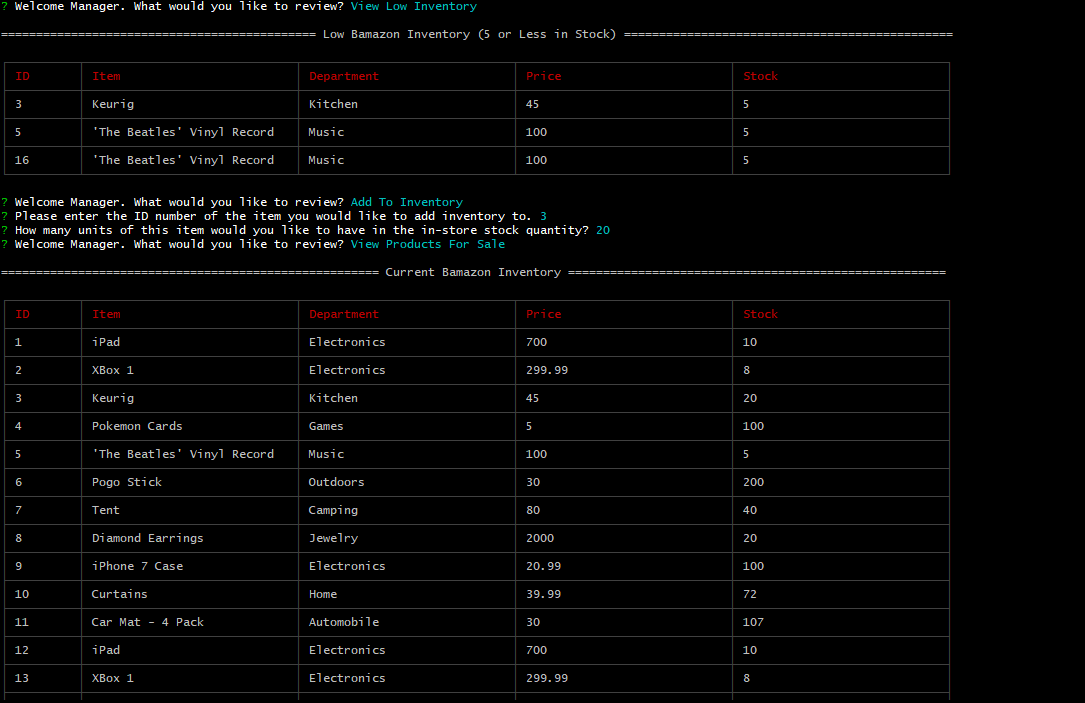 ? Welcome Manager. What would you like to review? View Low Inventory
============================================= Low Bamazon Inventory (5 or Less in Stock) ===============================================
ID Item Department Price Stock
3 Keurig Kitchen 45 5
5 'The Beatles' Vinyl Record Music 100 5
16 'The Beatles' Vinyl Record Music 100 5
? Welcome Manager. What would you like to review? Add To Inventory
? Please enter the ID number of the item you would like to add inventory to. 3
? How many units of this item would you like to have in the in-store stock quantity? 20
? Welcome Manager. What would you like to review? View Products For Sale
====================================================== Current Bamazon Inventory ======================================================
ID Item Department Price Stock
1 iPad Electronics 700 10
2 XBox 1 Electronics 299.99 8
3 Keurig Kitchen 45 20
4 Pokemon Cards Games 5 100
5 'The Beatles' Vinyl Record Music 100 5
6 Pogo Stick Outdoors 30 200
7 Tent Camping 80 40
8 Diamond Earrings Jewelry 2000 20
9 iPhone 7 Case Electronics 20.99 100
10 Curtains Home 39.99 72
11 Car Mat - 4 Pack Automobile 30 107
12 iPad Electronics 700 10
13 XBox 1 Electronics 299.99 8